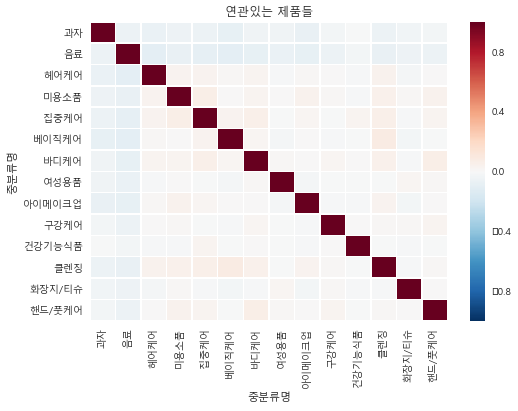 연관있는 제품들
과자
음료
헤어케어
미용소품
집중케어
베이직케어
바디케어
여성용품
아이메이크업
구강케어
건강기능식품
클렌징
화장지/티슈
핸드/풋케어
중분류명
과자
음료
헤어케어
미용소품
집중케어
베이직케어
바디케어
여성용품
아이메이크업
구강케어
건강기능식품
클렌징
화장지/티슈
핸드/풋케어
중분류명
0.8
0.4
0.0
□0.4
□0.8